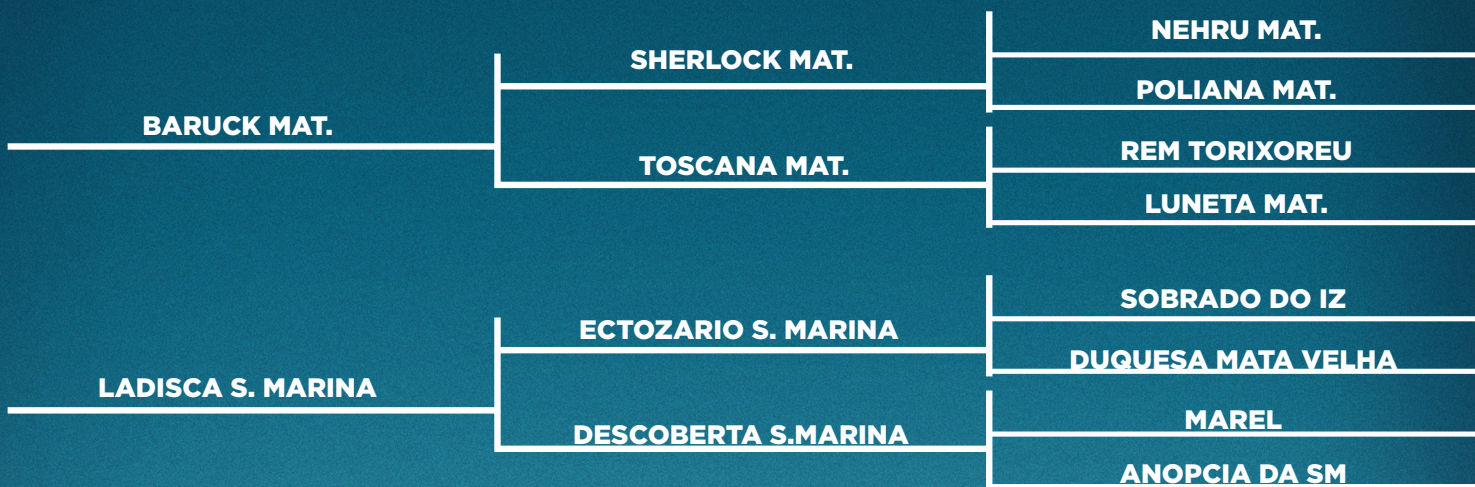 NEHRU MAT.
SHERLOCK MAT.
POLIANA MAT.
BARUCK MAT.
REM TORIXOREU
TOSCANA MAT.
LUNETA MAT.
SOBRADO DO IZ
ECTOZARIO S. MARINA
DUQUESA MATA VELHA
LADISCA S. MARINA
MAREL
DESCOBERTA S.MARINA
ANOPCIA DA SM